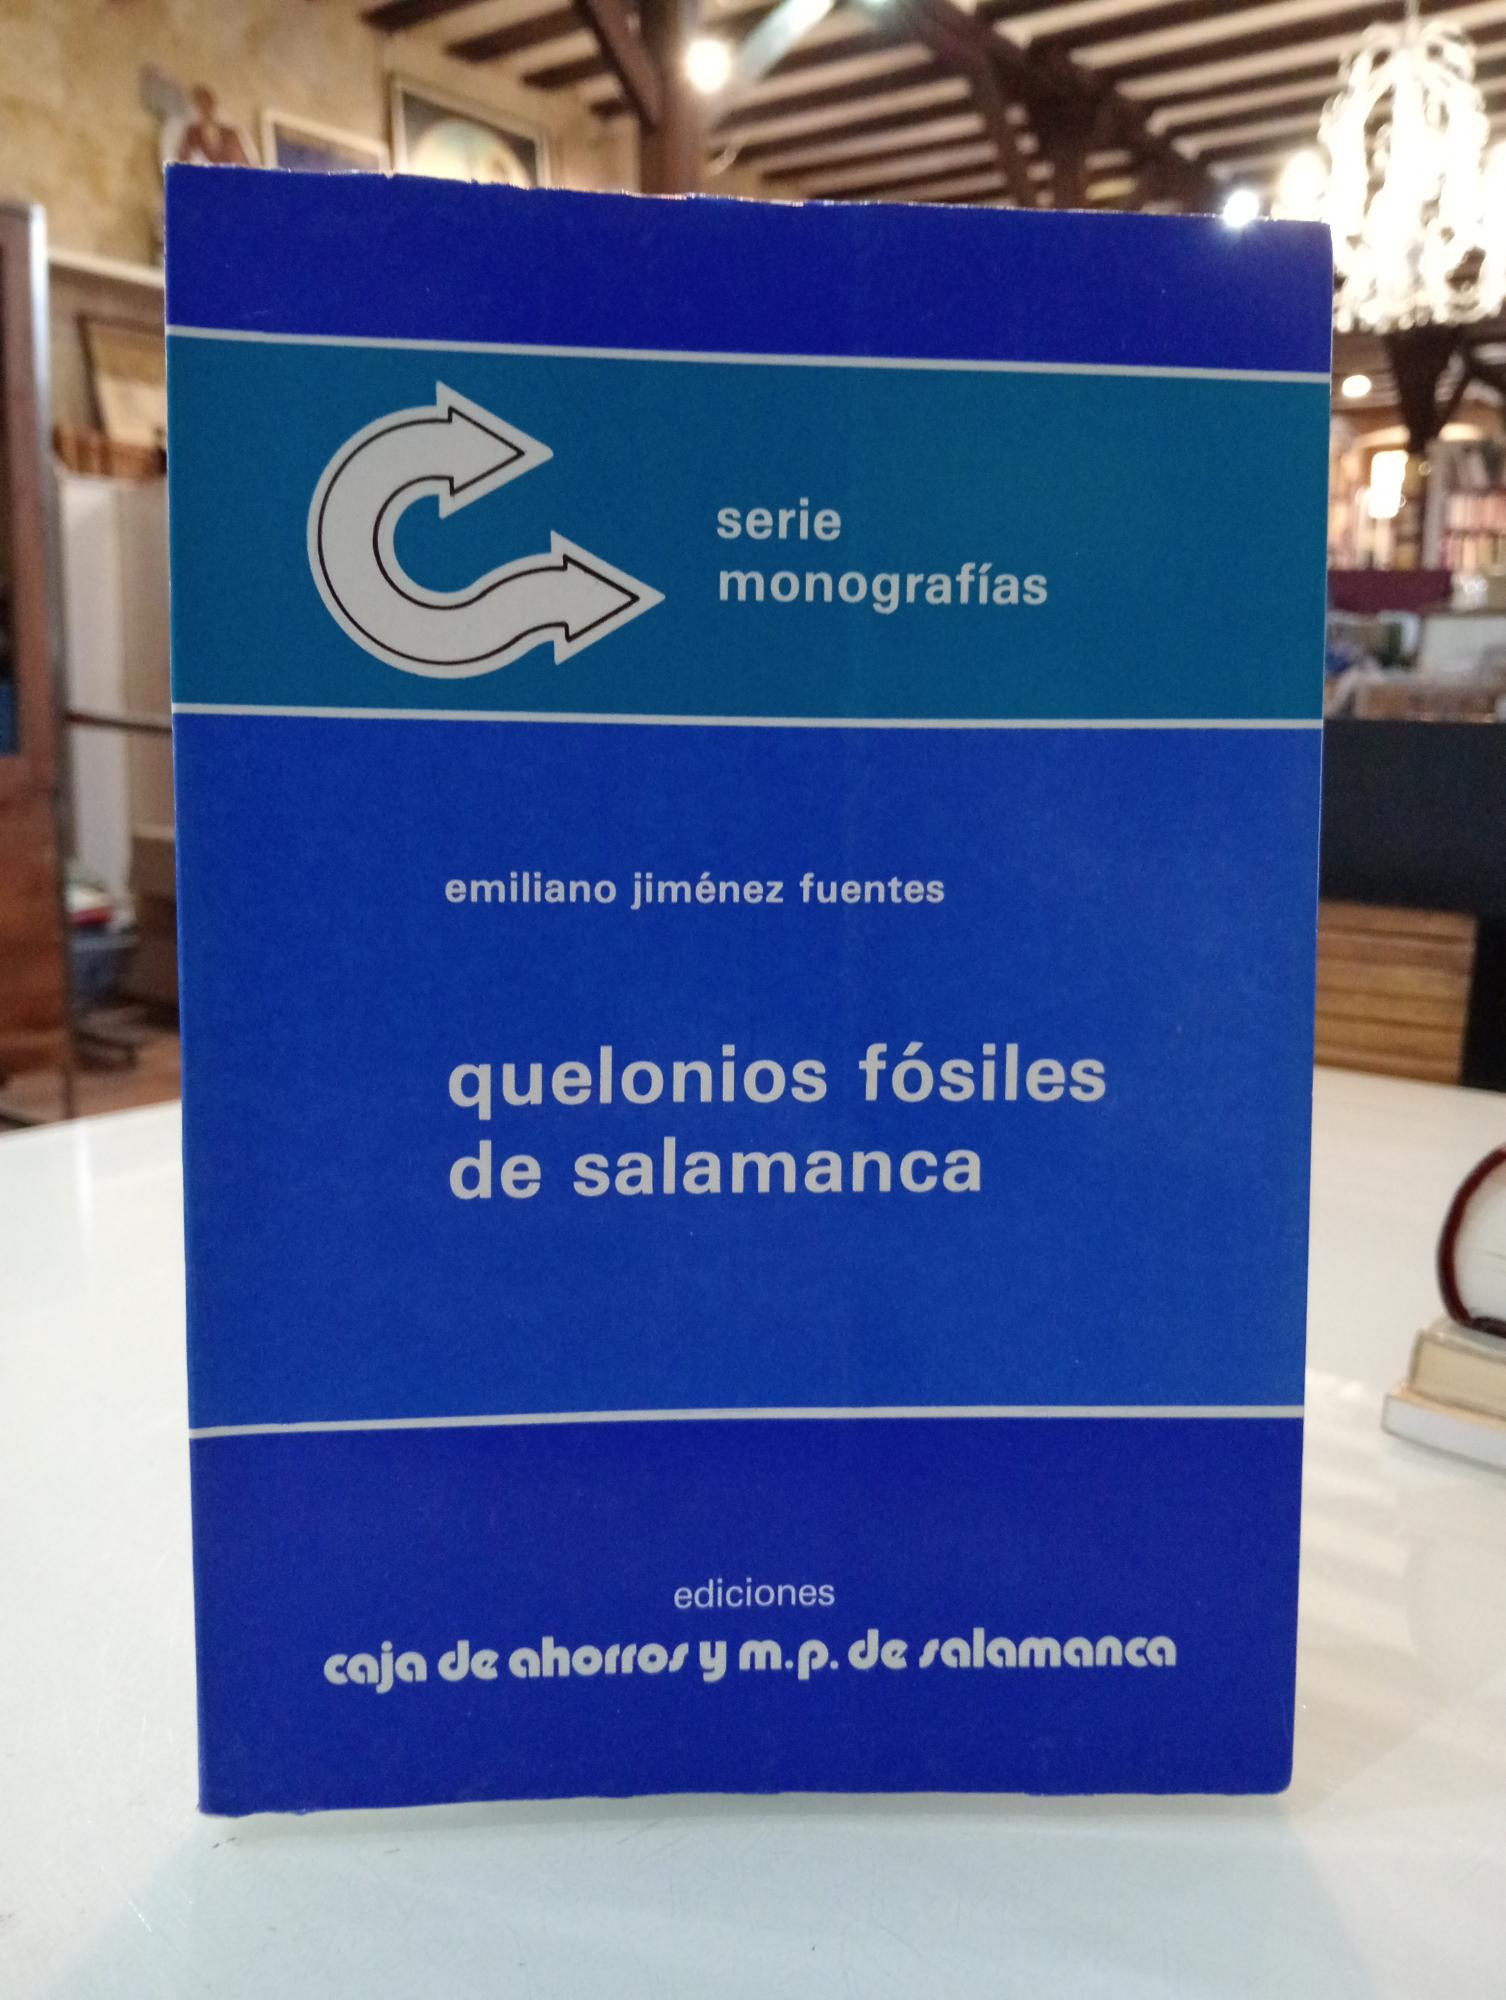 serie
monografías
emiliano jiménez fuentes
quelonios fósiles
de salamanca
ediciones
caja de ahorros y m.p. de salamanca